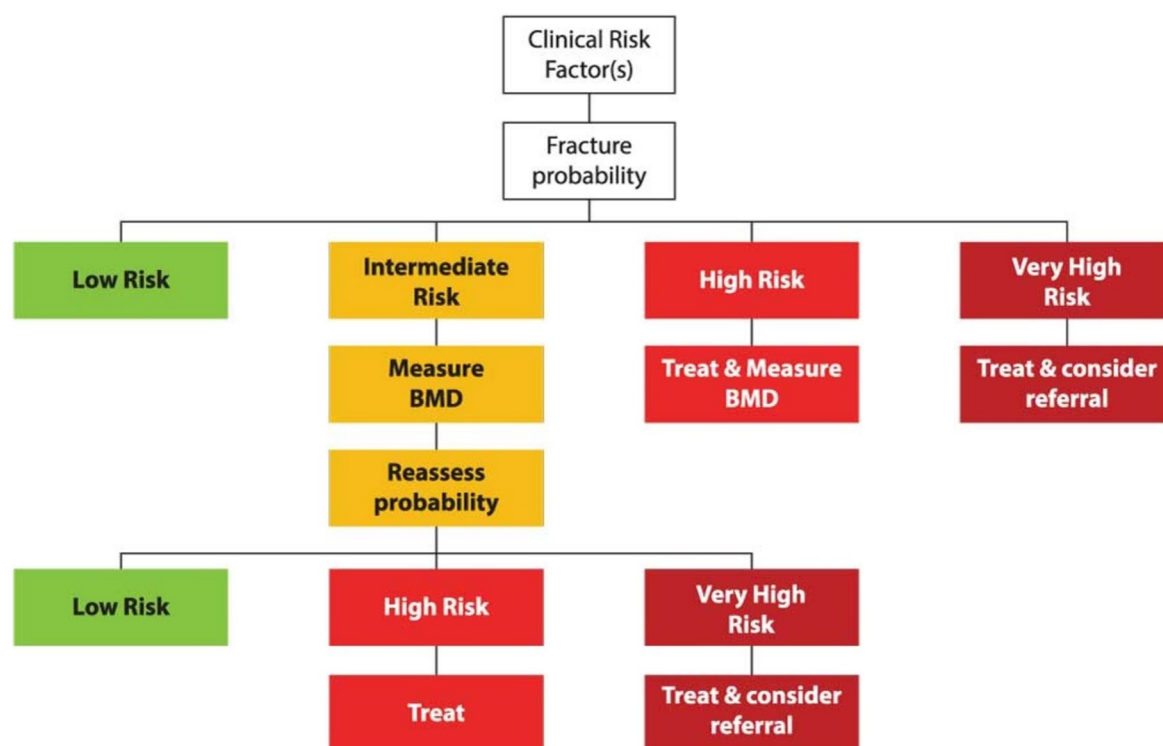 Clinical Risk
Factor(s)
Fracture
probability
Low Risk
Intermediate
Risk
High Risk
Very High
Risk
Measure
BMD
Treat & Measure
BMD
Treat & consider
referral
Reassess
probability
Low Risk
High Risk
Very High
Risk
Treat
Treat & consider
referral